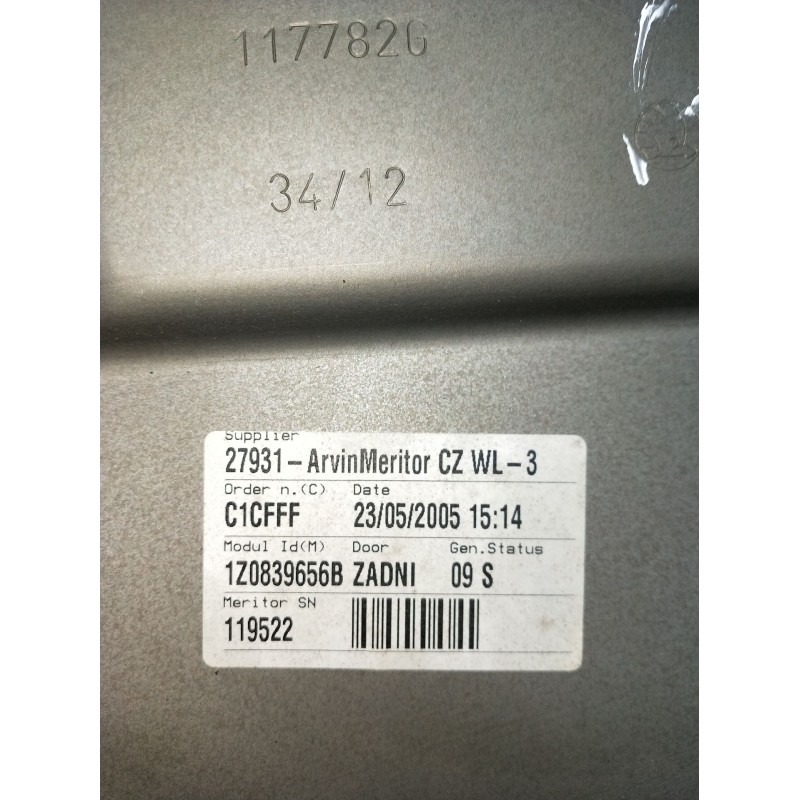 1177820
34/12
Supplier
27931-ArvinMeritor CZ WL-3
Order n.(C) Date
C1CFFF 23/05/2005 15:14
Modul Id(M) Door Gen.Status
1Z0839656B ZADNI 09 S
Meritor SN
119522